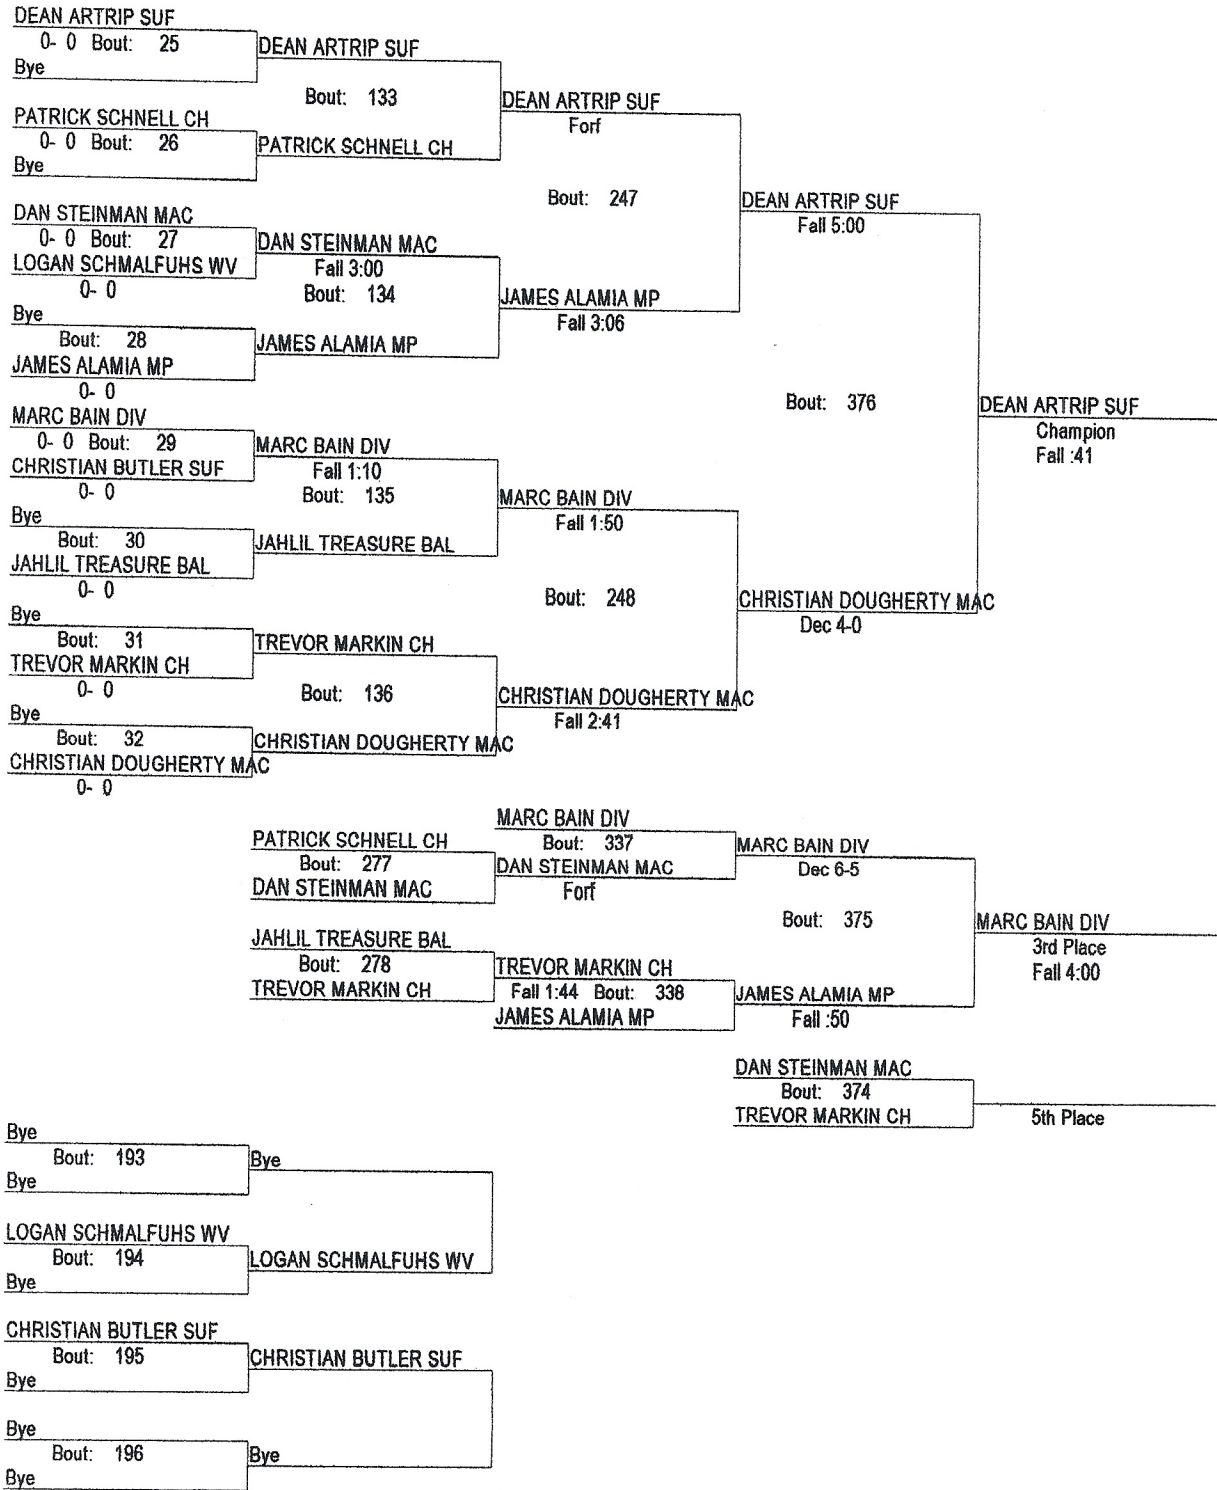 DEAN ARTRIP SUF
0- 0 Bout: 25
Bye
DEAN ARTRIP SUF
Bout: 133
PATRICK SCHNELL CH
0- 0 Bout: 26
Bye
PATRICK SCHNELL CH
DEAN ARTRIP SUF
Forf
Bout: 247
DAN STEINMAN MAC
0- 0 Bout: 27
LOGAN SCHMALFUHS WV
0- 0
DAN STEINMAN MAC
Fall 3:00
Bout: 134
Bye
Bout: 28
JAMES ALAMIA MP
0- 0
JAMES ALAMIA MP
JAMES ALAMIA MP
Fall 3:06
DEAN ARTRIP SUF
Fall 5:00
Bout: 376
MARC BAIN DIV
0- 0 Bout: 29
CHRISTIAN BUTLER SUF
0- 0
MARC BAIN DIV
Fall 1:10
Bout: 135
Bye
Bout: 30
JAHLIL TREASURE BAL
0- 0
JAHLIL TREASURE BAL
MARC BAIN DIV
Fall 1:50
Bout: 248
Bye
Bout: 31
TREVOR MARKIN CH
0- 0
TREVOR MARKIN CH
Bout: 136
Bye
Bout: 32
CHRISTIAN DOUGHERTY MAC
0- 0
CHRISTIAN DOUGHERTY MAC
CHRISTIAN DOUGHERTY MAC
Fall 2:41
CHRISTIAN DOUGHERTY MAC
Dec 4-0
DEAN ARTRIP SUF
Champion
Fall :41
PATRICK SCHNELL CH
Bout: 277
DAN STEINMAN MAC
MARC BAIN DIV
Bout: 337
DAN STEINMAN MAC
Forf
MARC BAIN DIV
Dec 6-5
Bout: 375
JAHLIL TREASURE BAL
Bout: 278
TREVOR MARKIN CH
TREVOR MARKIN CH
Fall 1:44 Bout: 338
JAMES ALAMIA MP
JAMES ALAMIA MP
Fall :50
MARC BAIN DIV
3rd Place
Fall 4:00
DAN STEINMAN MAC
Bout: 374
TREVOR MARKIN CH
5th Place
Bye
Bout: 193
Bye
Bye
LOGAN SCHMALFUHS WV
Bout: 194
Bye
LOGAN SCHMALFUHS WV
CHRISTIAN BUTLER SUF
Bout: 195
Bye
CHRISTIAN BUTLER SUF
Bye
Bout: 196
Bye
Bye